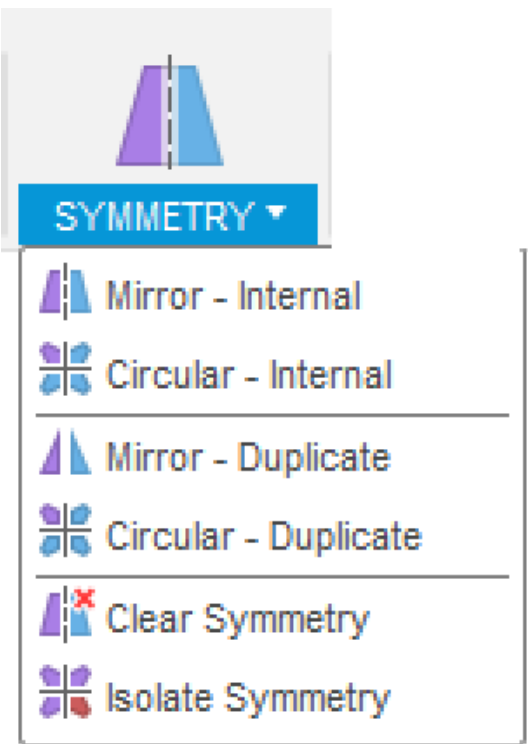 SYMMETRY
Mirror - Internal
Circular - Internal
Mirror - Duplicate
Circular - Duplicate
Clear Symmetry
Isolate Symmetry